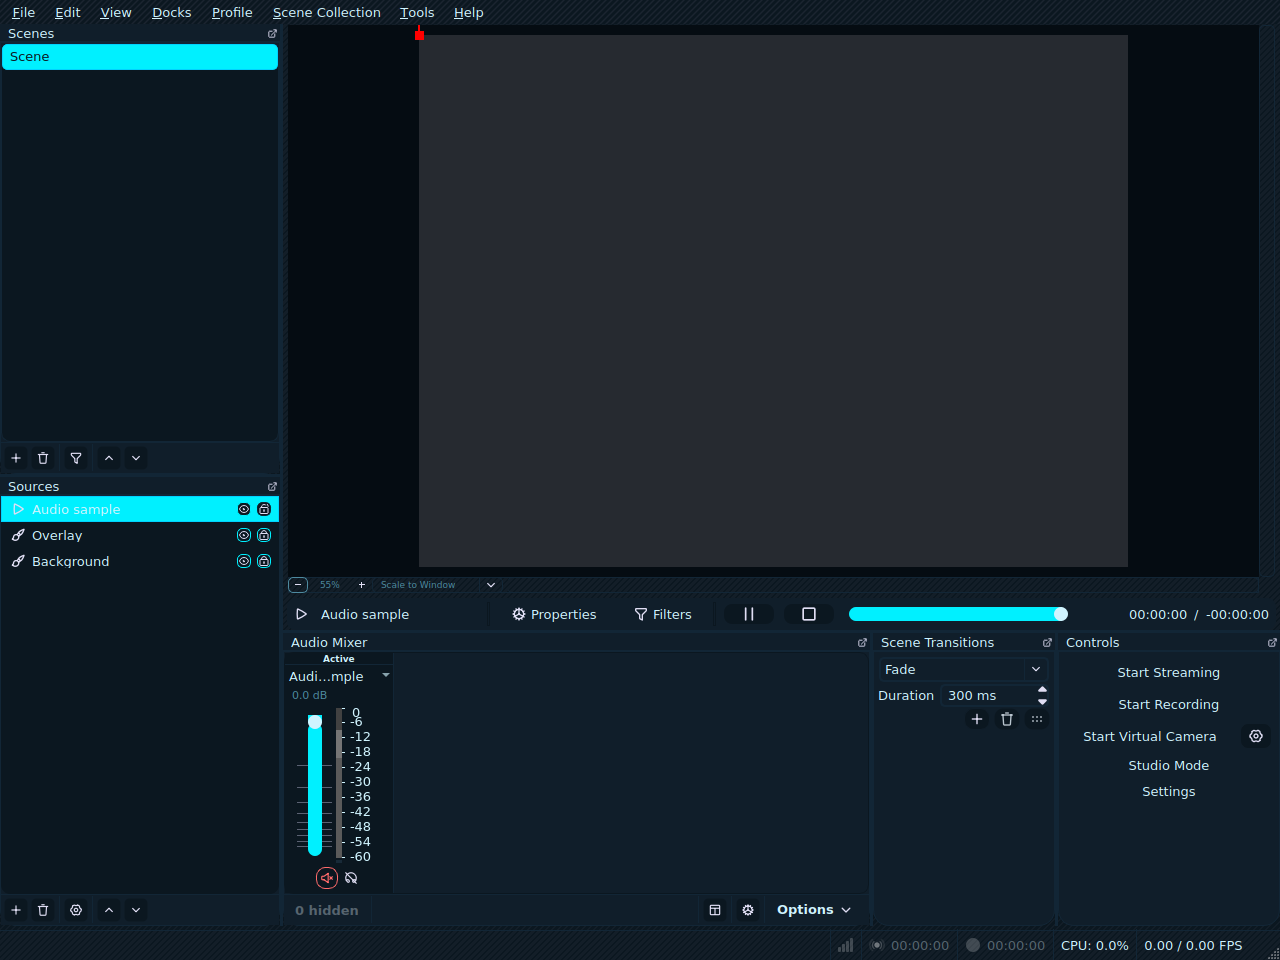 File Edit View Docks Profile Scene Collection Tools Help
Scenes
Scene
Sources
Audio sample
Overlay
Background
55% Scale to Window
Audio sample Properties Filters 00:00:00 / -00:00:00
Audio Mixer
Active
Audi...mple
0.0 dB
0
-6
-12
-18
-24
-30
-36
-42
-48
-54
-60
0 hidden Options
Scene Transitions
Fade
Duration 300 ms
Controls
Start Streaming
Start Recording
Start Virtual Camera
Studio Mode
Settings
00:00:00 00:00:00 CPU: 0.0% 0.00 / 0.00 FPS